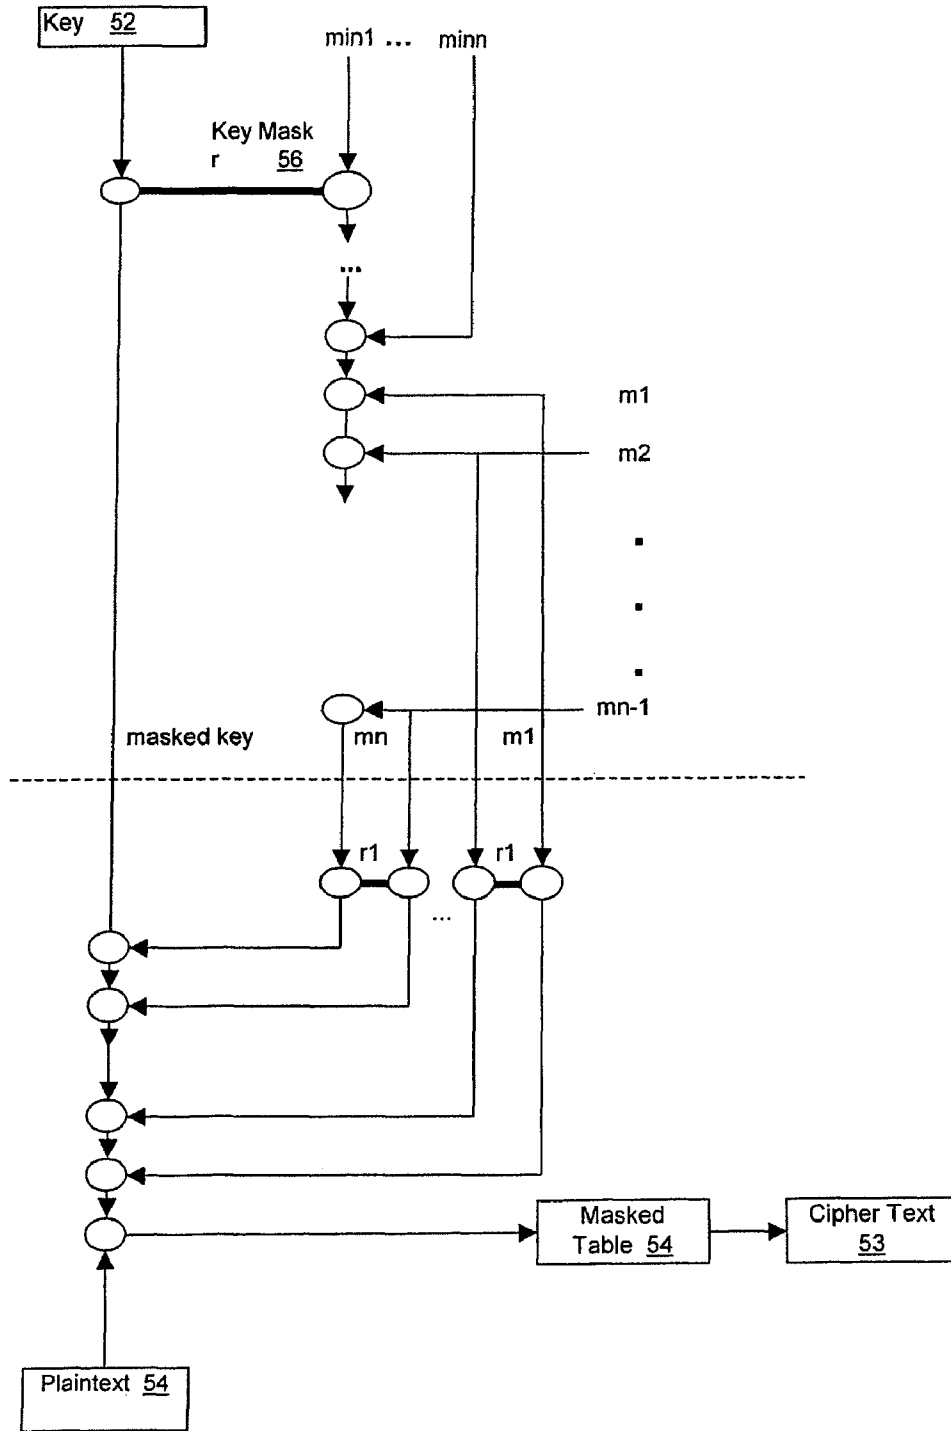 Key 52
min1 ... minn
Key Mask
r 56
...
m1
m2
.
.
.
mn-1
masked key mn m1
r1 r1
...
Masked
Table 54
Cipher Text
53
Plaintext 54